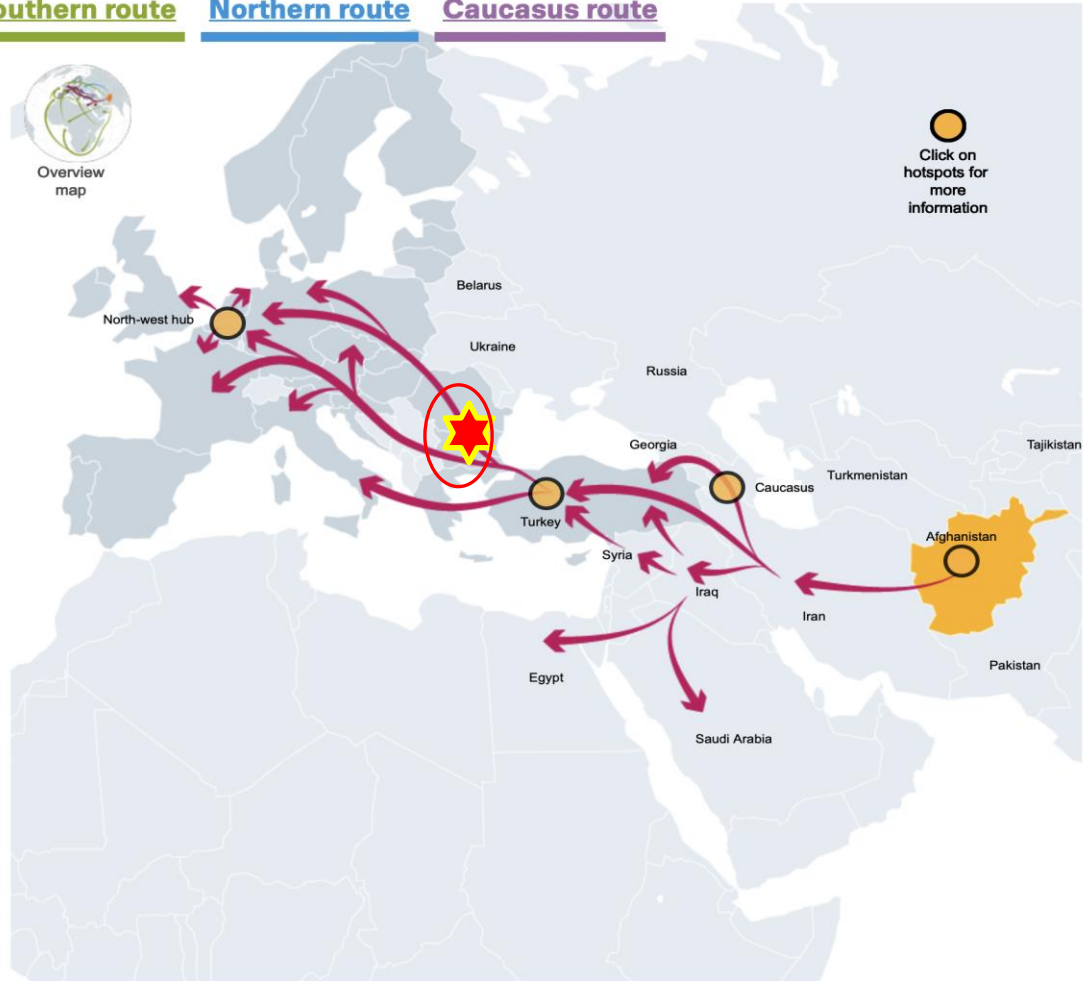 outhern route
Northern route
Caucasus route
Overview
map
Click on
hotspots for
more
information
Belarus
North-west hub
Ukraine
Russia
Georgia
Tajikistan
Turkmenistan
Caucasus
Turkey
Afghanistan
Syria
Iraq
Iran
Pakistan
Egypt
Saudi Arabia